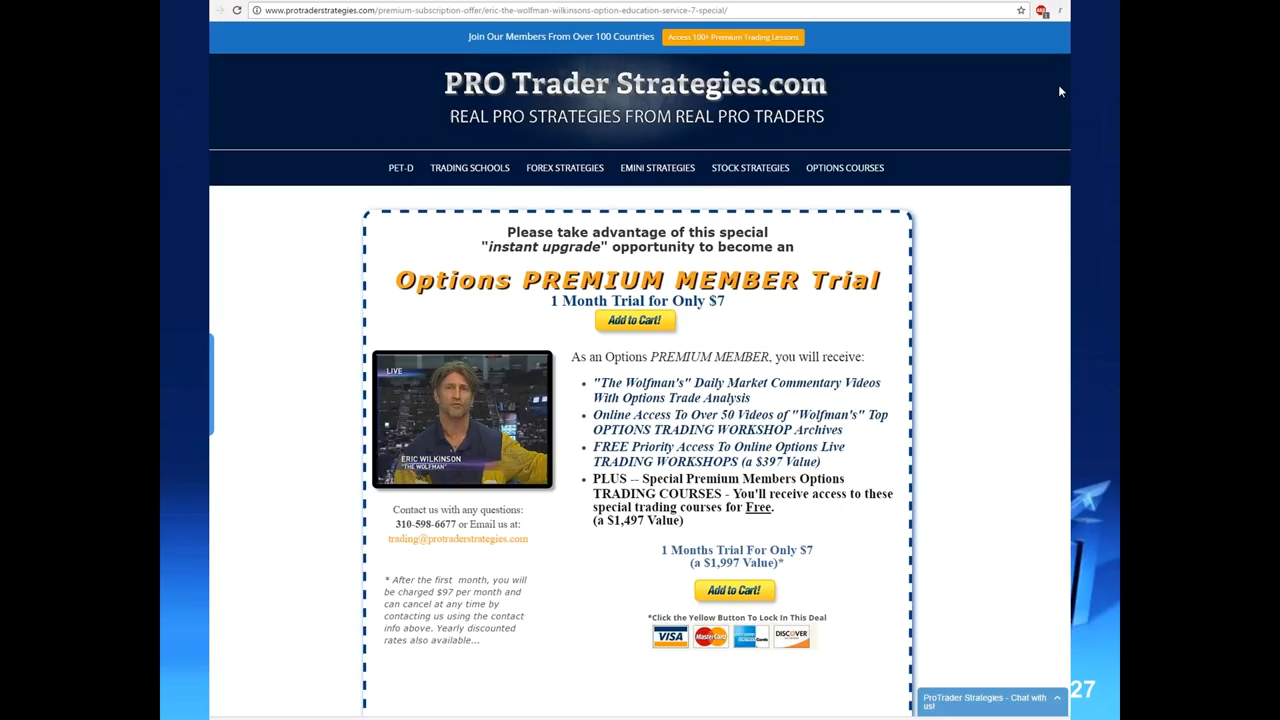 www.protraderstrategies.com/premium-subscription-offer/eric-the-wolfman-wilkinsons-option-education-service-7-special/
Join Our Members From Over 100 Countries
Access 100+ Premium Trading Lessons
PRO Trader Strategies.com
REAL PRO STRATEGIES FROM REAL PRO TRADERS
PET-D TRADING SCHOOLS FOREX STRATEGIES EMINI STRATEGIES STOCK STRATEGIES OPTIONS COURSES
Please take advantage of this special
"instant upgrade" opportunity to become an
Options PREMIUM MEMBER Trial
1 Month Trial for Only $7
Add to Cart!
LIVE
ERIC WILKINSON
"THE WOLFMAN"
Contact us with any questions:
310-598-6677 or Email us at:
trading@protraderstrategies.com
* After the first month, you will
be charged $97 per month and
can cancel at any time by
contacting us using the contact
info above. Yearly discounted
rates also available...
As an Options PREMIUM MEMBER, you will receive:
"The Wolfman's" Daily Market Commentary Videos
With Options Trade Analysis
Online Access To Over 50 Videos of "Wolfman's" Top
OPTIONS TRADING WORKSHOP Archives
FREE Priority Access To Online Options Live
TRADING WORKSHOPS (a $397 Value)
PLUS -- Special Premium Members Options
TRADING COURSES - You'll receive access to these
special trading courses for Free.
(a $1,497 Value)
1 Months Trial For Only $7
(a $1,997 Value)*
Add to Cart!
*Click the Yellow Button To Lock In This Deal
VISA MasterCard DISCOVER
ProTrader Strategies - Chat with
us!
27